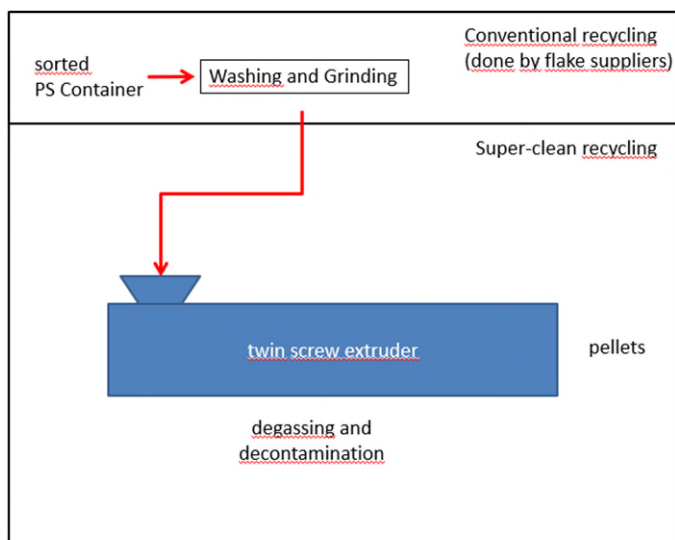 Conventional recycling
(done by flake suppliers)
sorted
PS Container
Washing and Grinding
Super-clean recycling
twin screw extruder
pellets
degassing and
decontamination